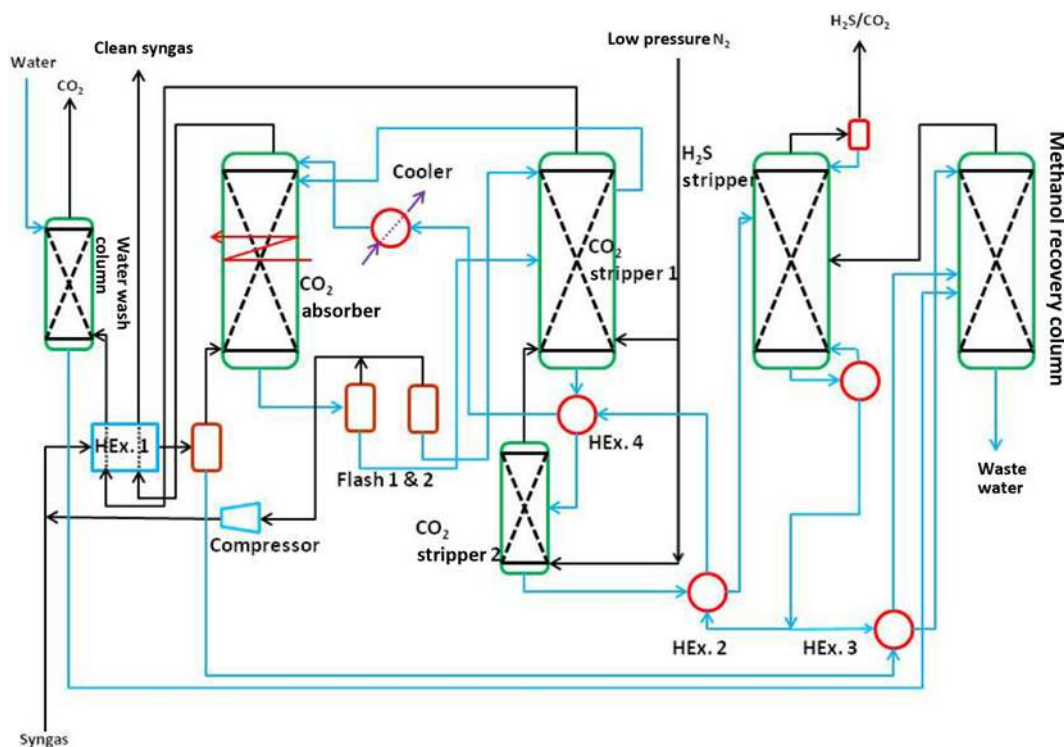 H₂S/CO₂
Low pressure N₂
Clean syngas
Water
CO₂
Cooler
H₂S
stripper
Methanol recovery column
Water wash
column
CO₂
absorber
CO₂
stripper 1
HEx. 1
HEx. 4
Flash 1 & 2
Waste
water
CO₂
stripper 2
Compressor
HEx. 2
HEx. 3
Syngas